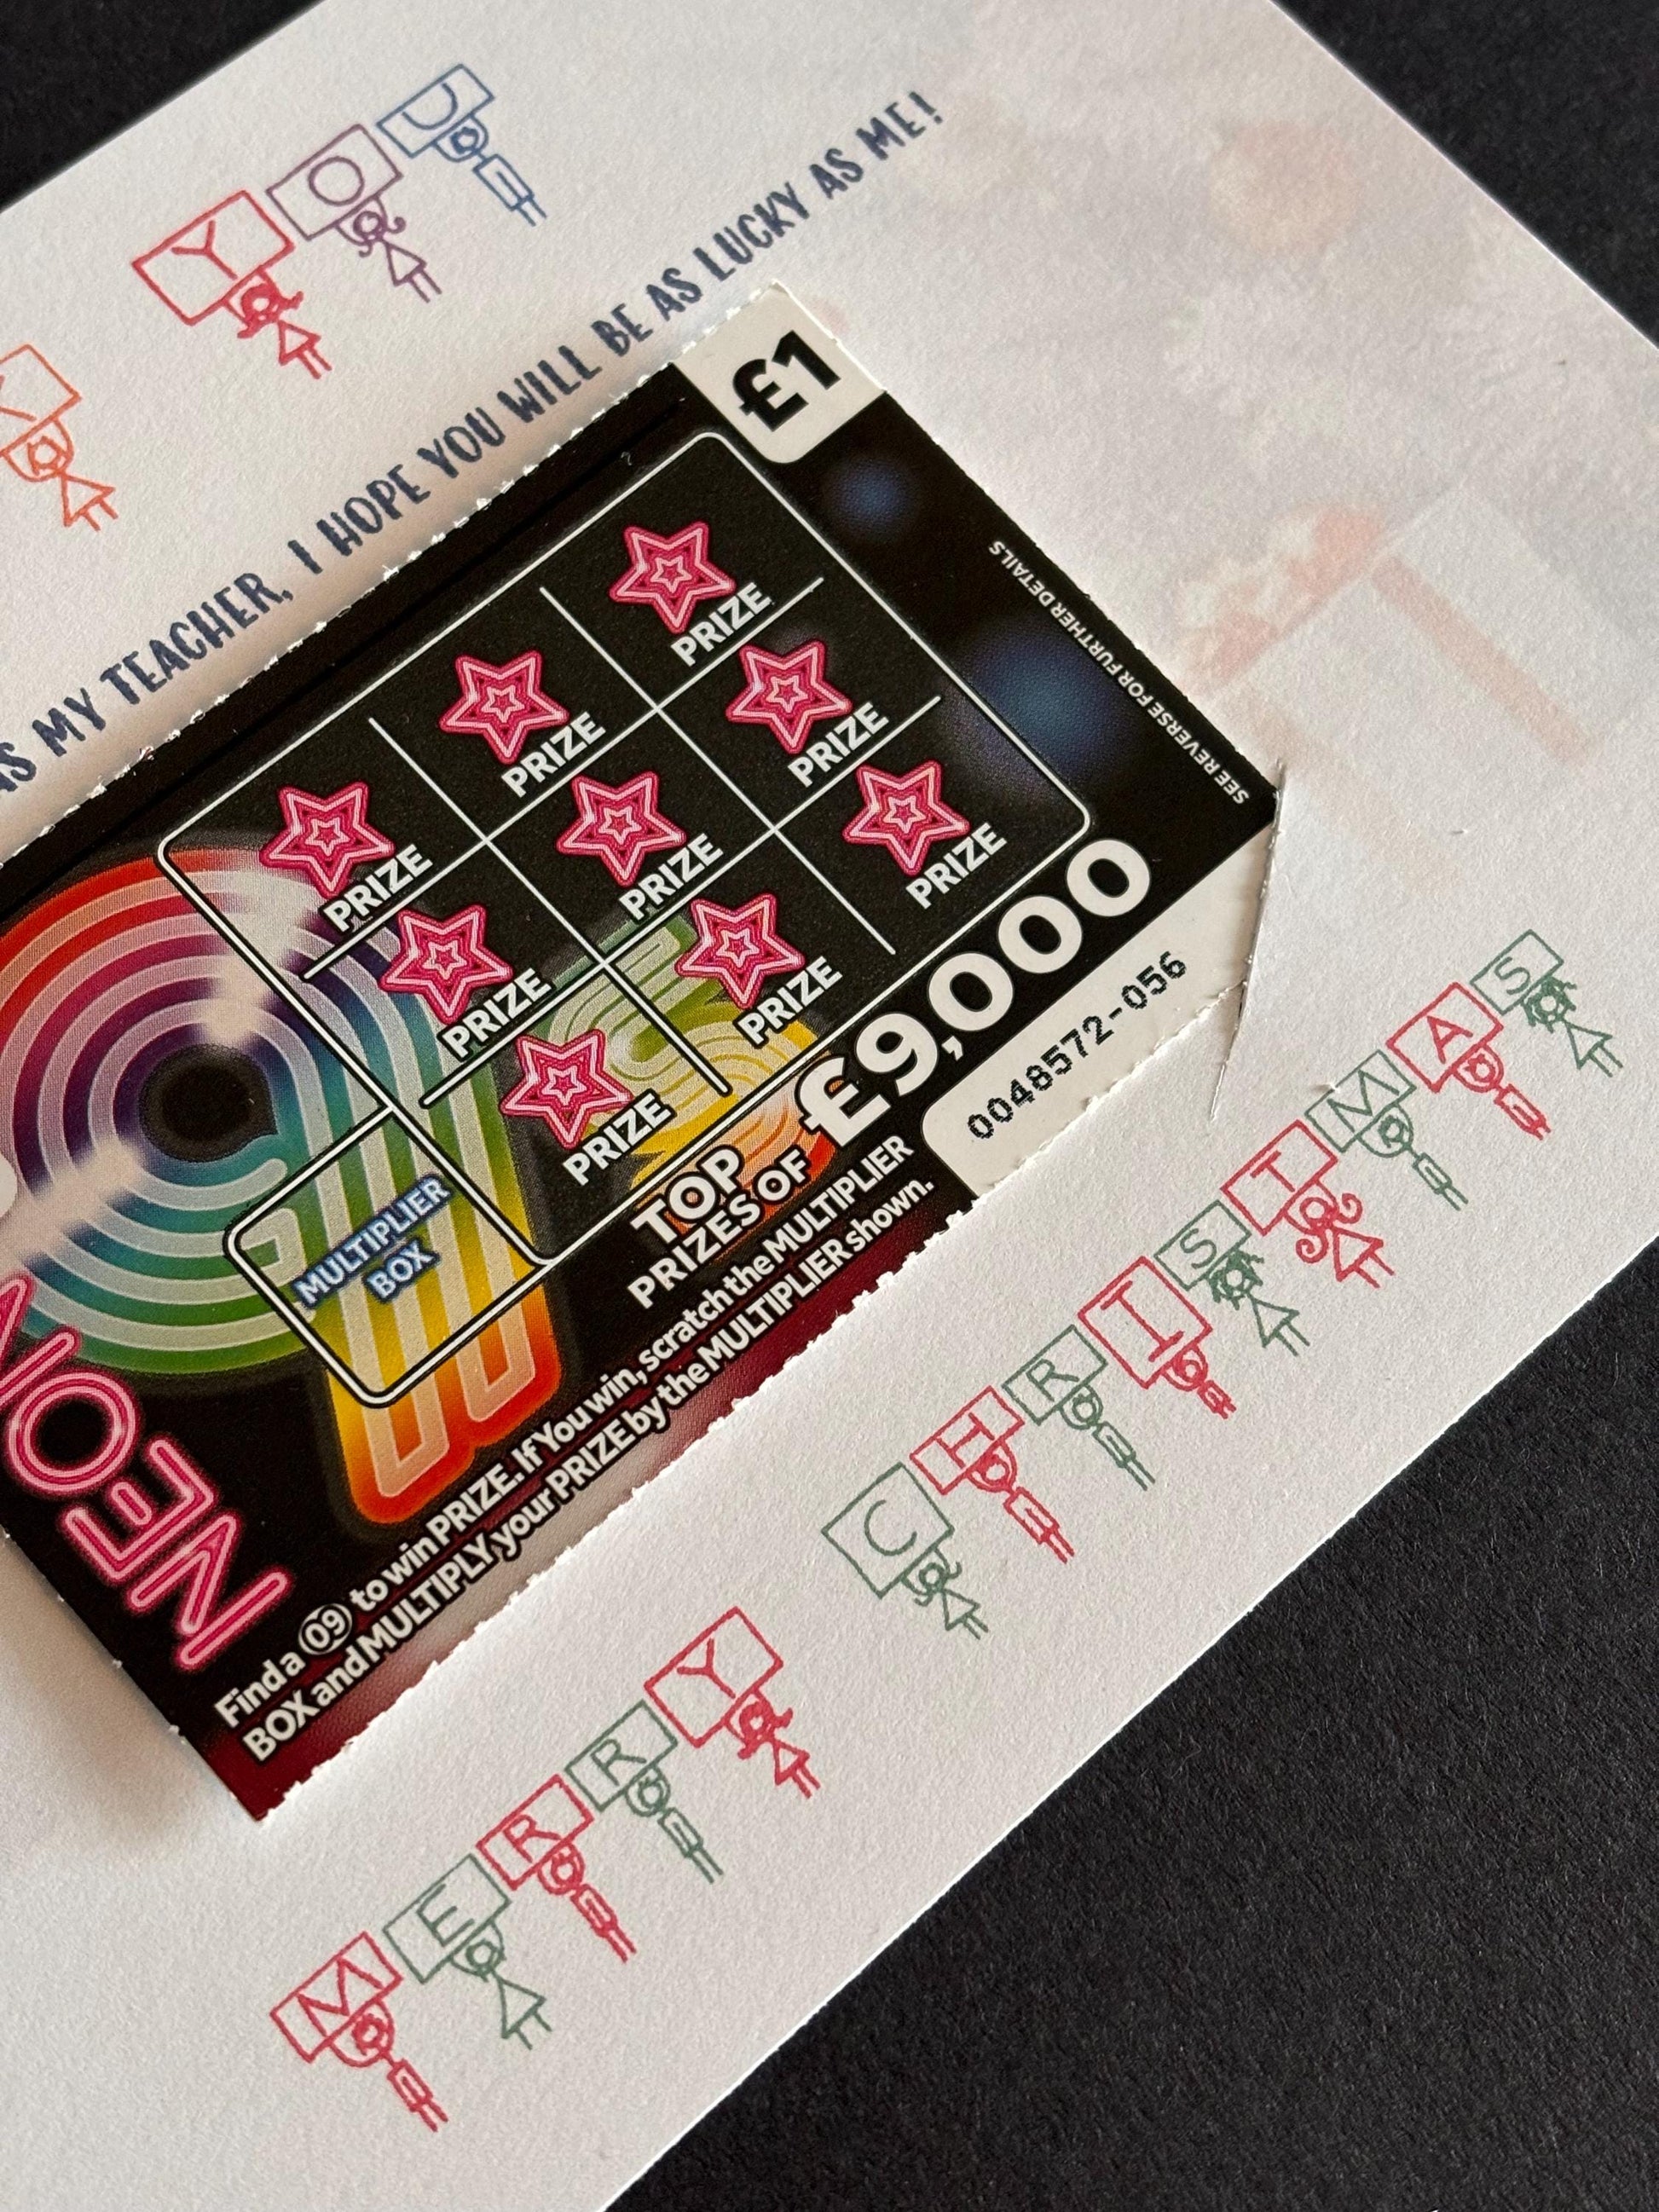 YOU
AS MY TEACHER, I HOPE YOU WILL BE AS LUCKY AS ME!
£1
PRIZE PRIZE PRIZE
PRIZE PRIZE PRIZE
PRIZE PRIZE PRIZE
SEE REVERSE FOR FURTHER DETAILS
MULTIPLIER
BOX
TOP
PRIZES OF
£9,000
0048572-056
NEON
9s
Find a 09 to win PRIZE. If You win, scratch the MULTIPLIER
BOX and MULTIPLY your PRIZE by the MULTIPLIER shown.
MERRY CHRISTMAS